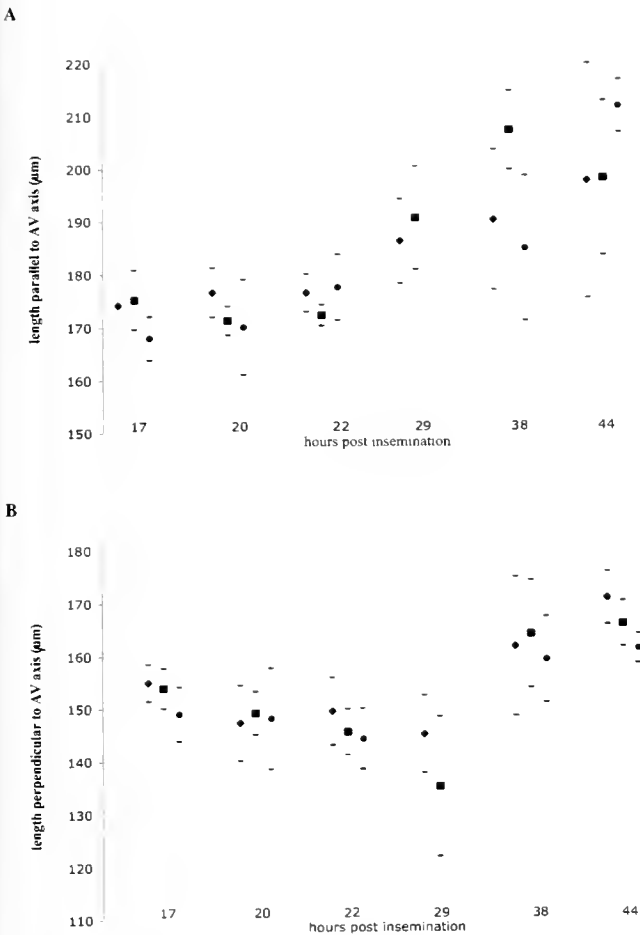 A
length parallel to AV axis (µm)
220
210
200
190
180
170
160
150
17 20 22 29 38 44
hours post insemination
B
length perpendicular to AV axis (µm)
180
170
160
150
140
130
120
110
17 20 22 29 38 44
hours post insemination